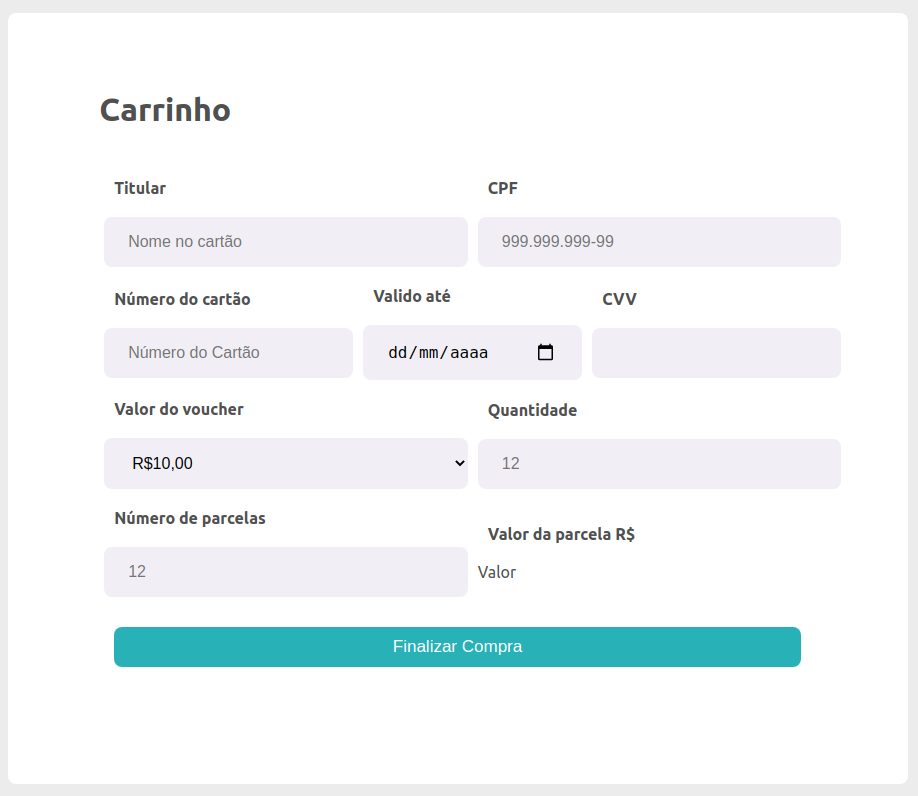 Carrinho
Titular CPF
Nome no cartão 999.999.999-99
Número do cartão Valido até CVV
Número do Cartão dd/mm/aaaa
Valor do voucher Quantidade
R$10,00 12
Número de parcelas Valor da parcela R$
12 Valor
Finalizar Compra